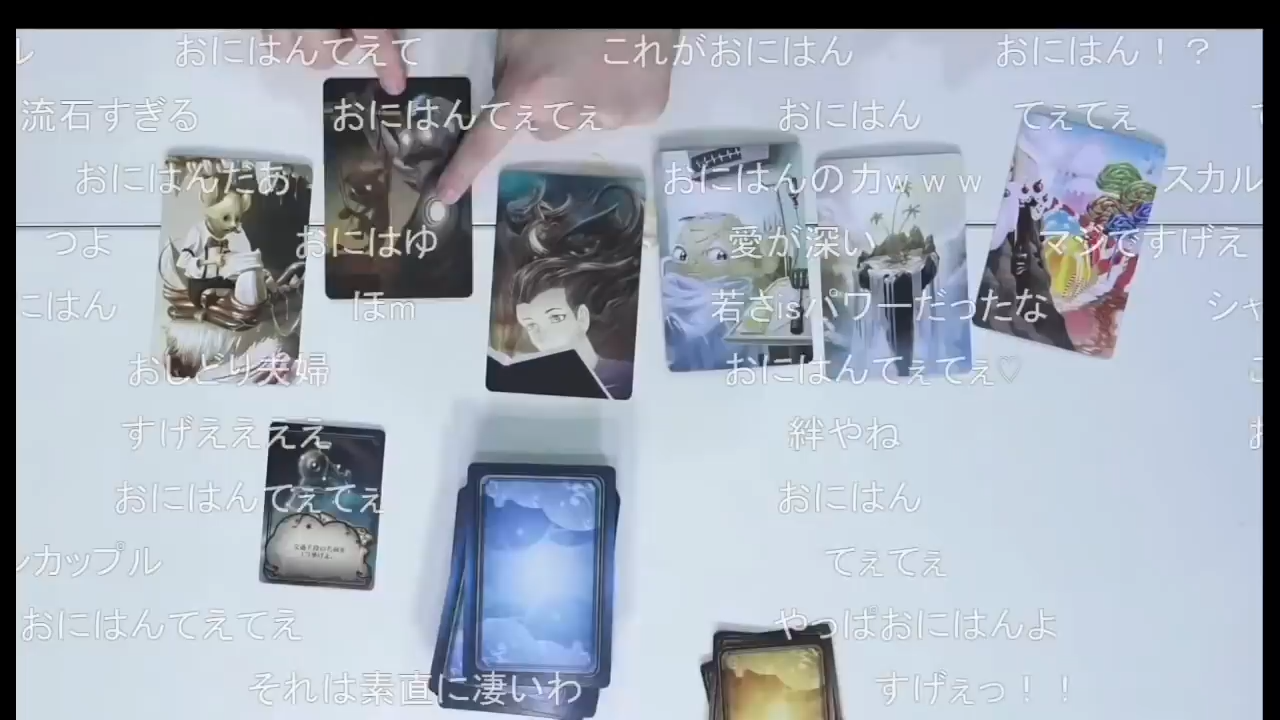 おにはんてえて
これがおにはん
おにはん！？
流石すぎる
おにはんてぇてぇ
おにはん
てぇてぇ
おにはんだあ
おにはんの力ｗｗｗ
スカル
つよ
おにはゆ
愛が深い
マジですげえ
こはん
ほm
若さisパワーだったな
シャ
おしどり夫婦
おにはんてぇてぇ♡
すげええええ
絆やね
おにはんてぇてぇ
おにはん
カップル
てぇてぇ
おにはんてえてえ
やっぱおにはんよ
それは素直に凄いわ
すげぇっ！！